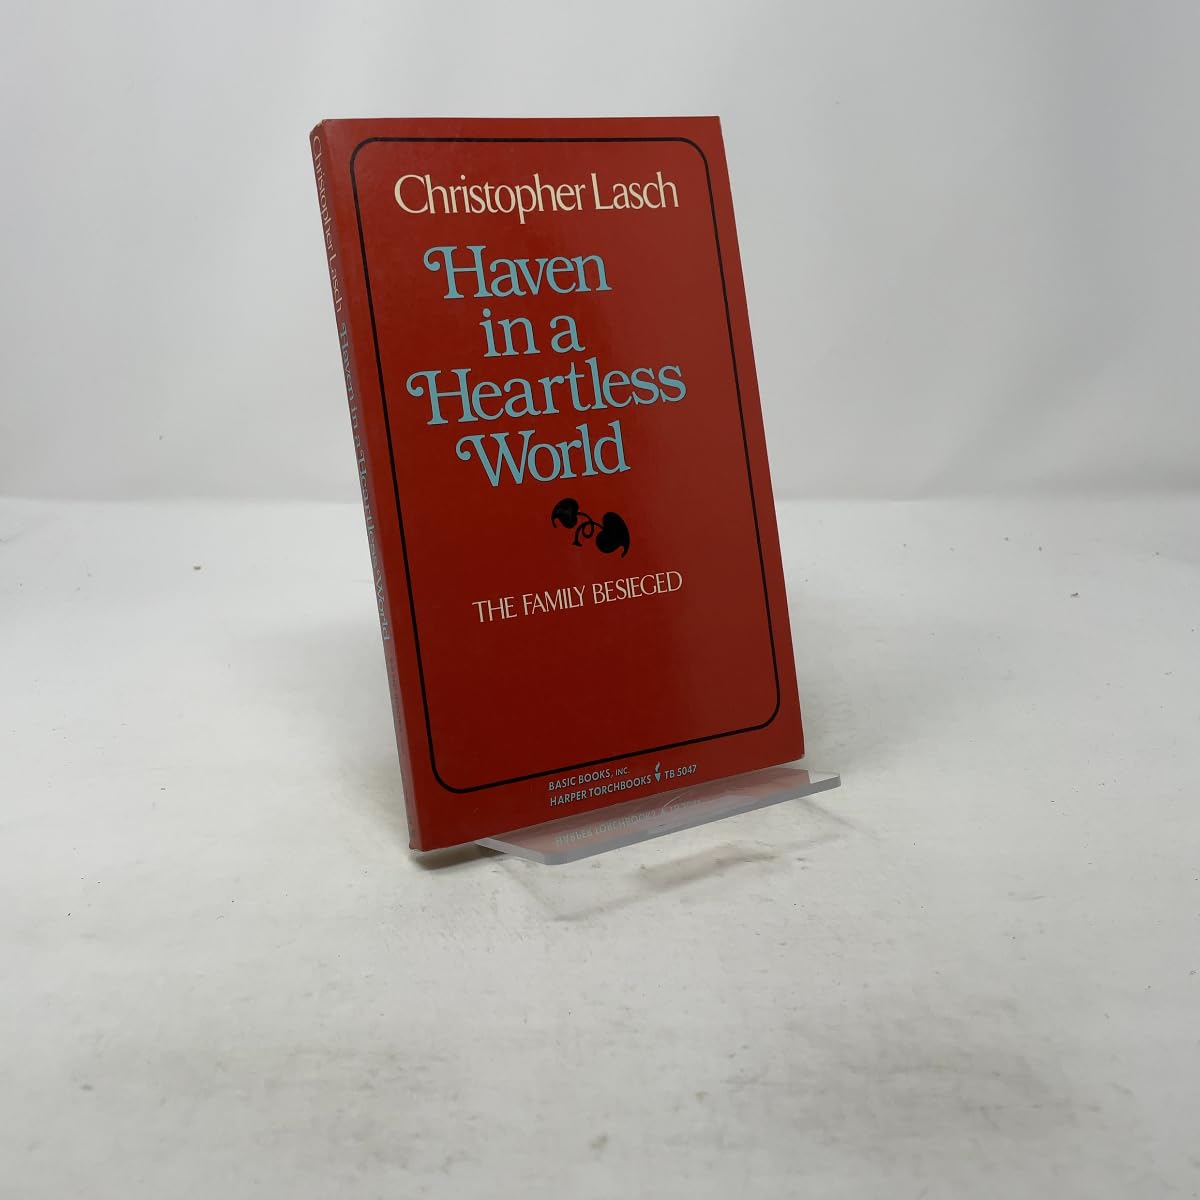 Christopher Lasch
Haven
in a
Heartless
World
THE FAMILY BESIEGED
BASIC BOOKS, INC.
HARPER TORCHBOOKS TB 5047
Christopher Lasch Haven in a Heartless World